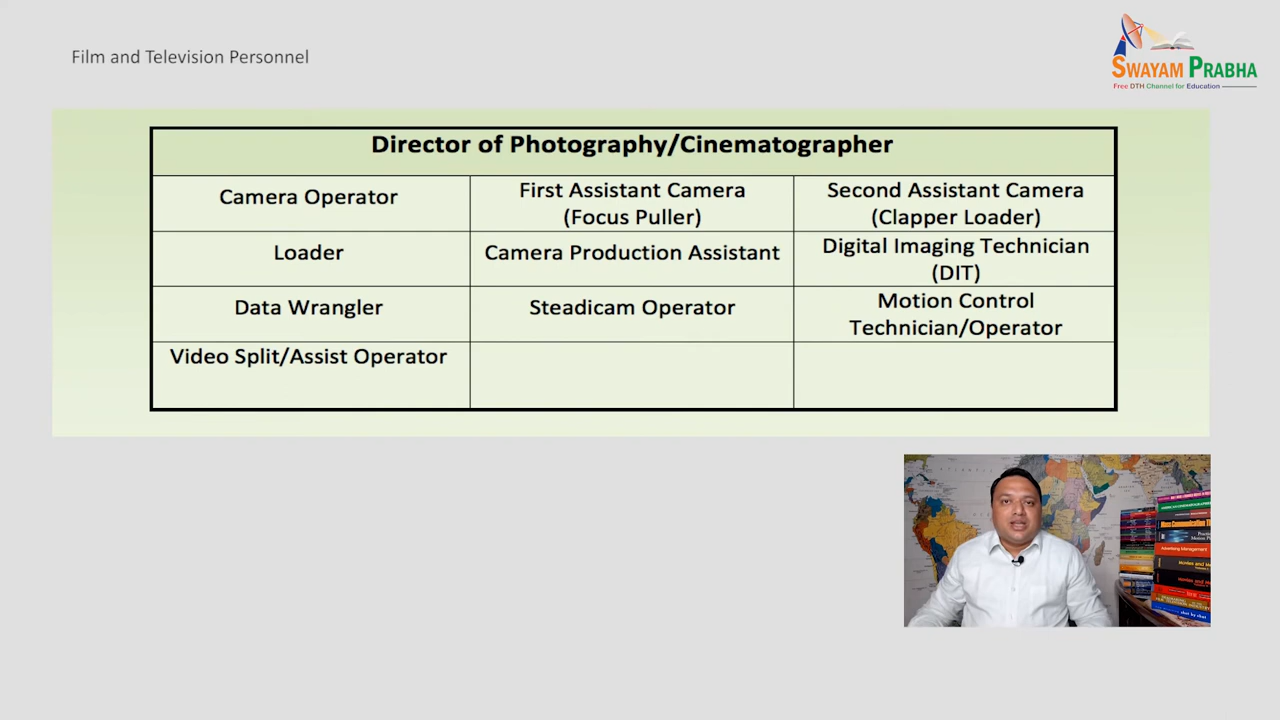 Film and Television Personnel
SWAYAM PRABHA
Free DTH Channel for Education
Director of Photography/Cinematographer
Camera Operator
First Assistant Camera
(Focus Puller)
Second Assistant Camera
(Clapper Loader)
Loader
Camera Production Assistant
Digital Imaging Technician
(DIT)
Data Wrangler
Steadicam Operator
Motion Control
Technician/Operator
Video Split/Assist Operator
Advertising Management